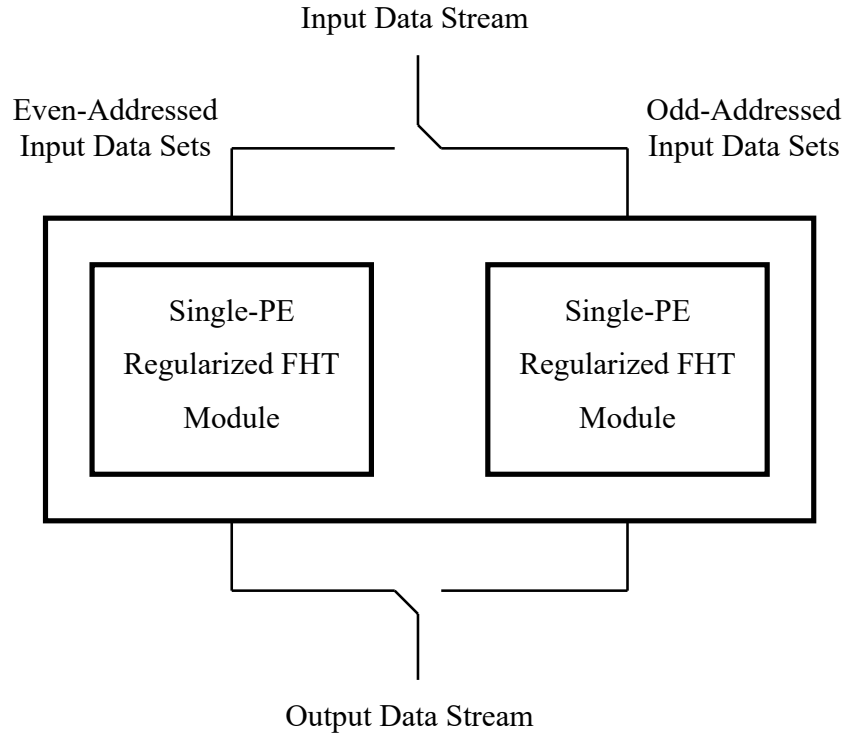 Input Data Stream
Even-Addressed
Input Data Sets
Odd-Addressed
Input Data Sets
Single-PE
Regularized FHT
Module
Single-PE
Regularized FHT
Module
Output Data Stream